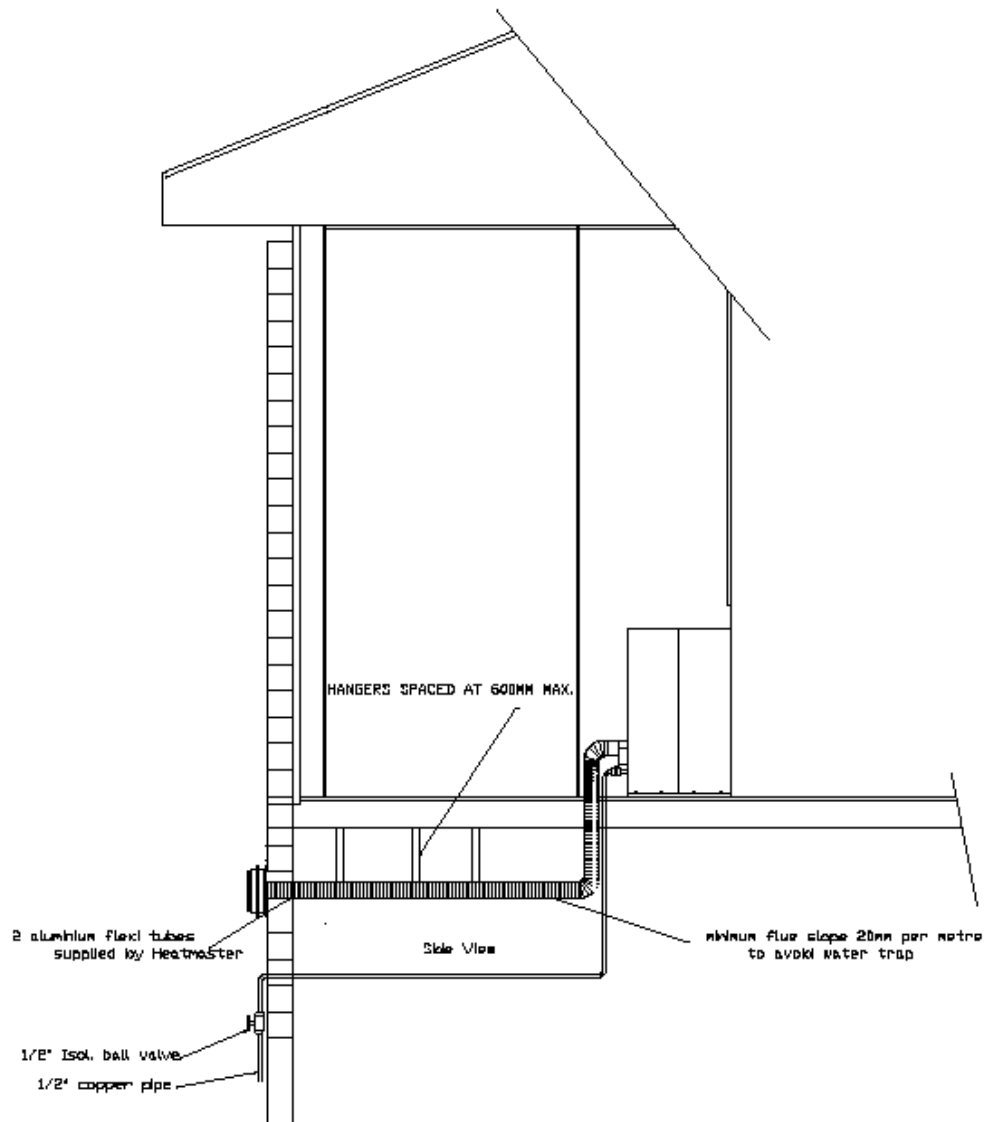 HANGERS SPACED AT 600MM MAX.
2 aluminium flexi tubes
supplied by Heatmaster
Side View
minimum flue slope 20mm per metre
to avoid water trap
1/2" Isol. ball valve
1/2" copper pipe